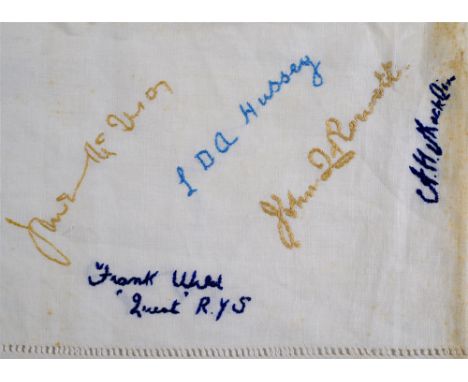 L D A Hussey
John Q Rowett
A. H. Macklin
"Frank Wild
"Quest" R.Y.S